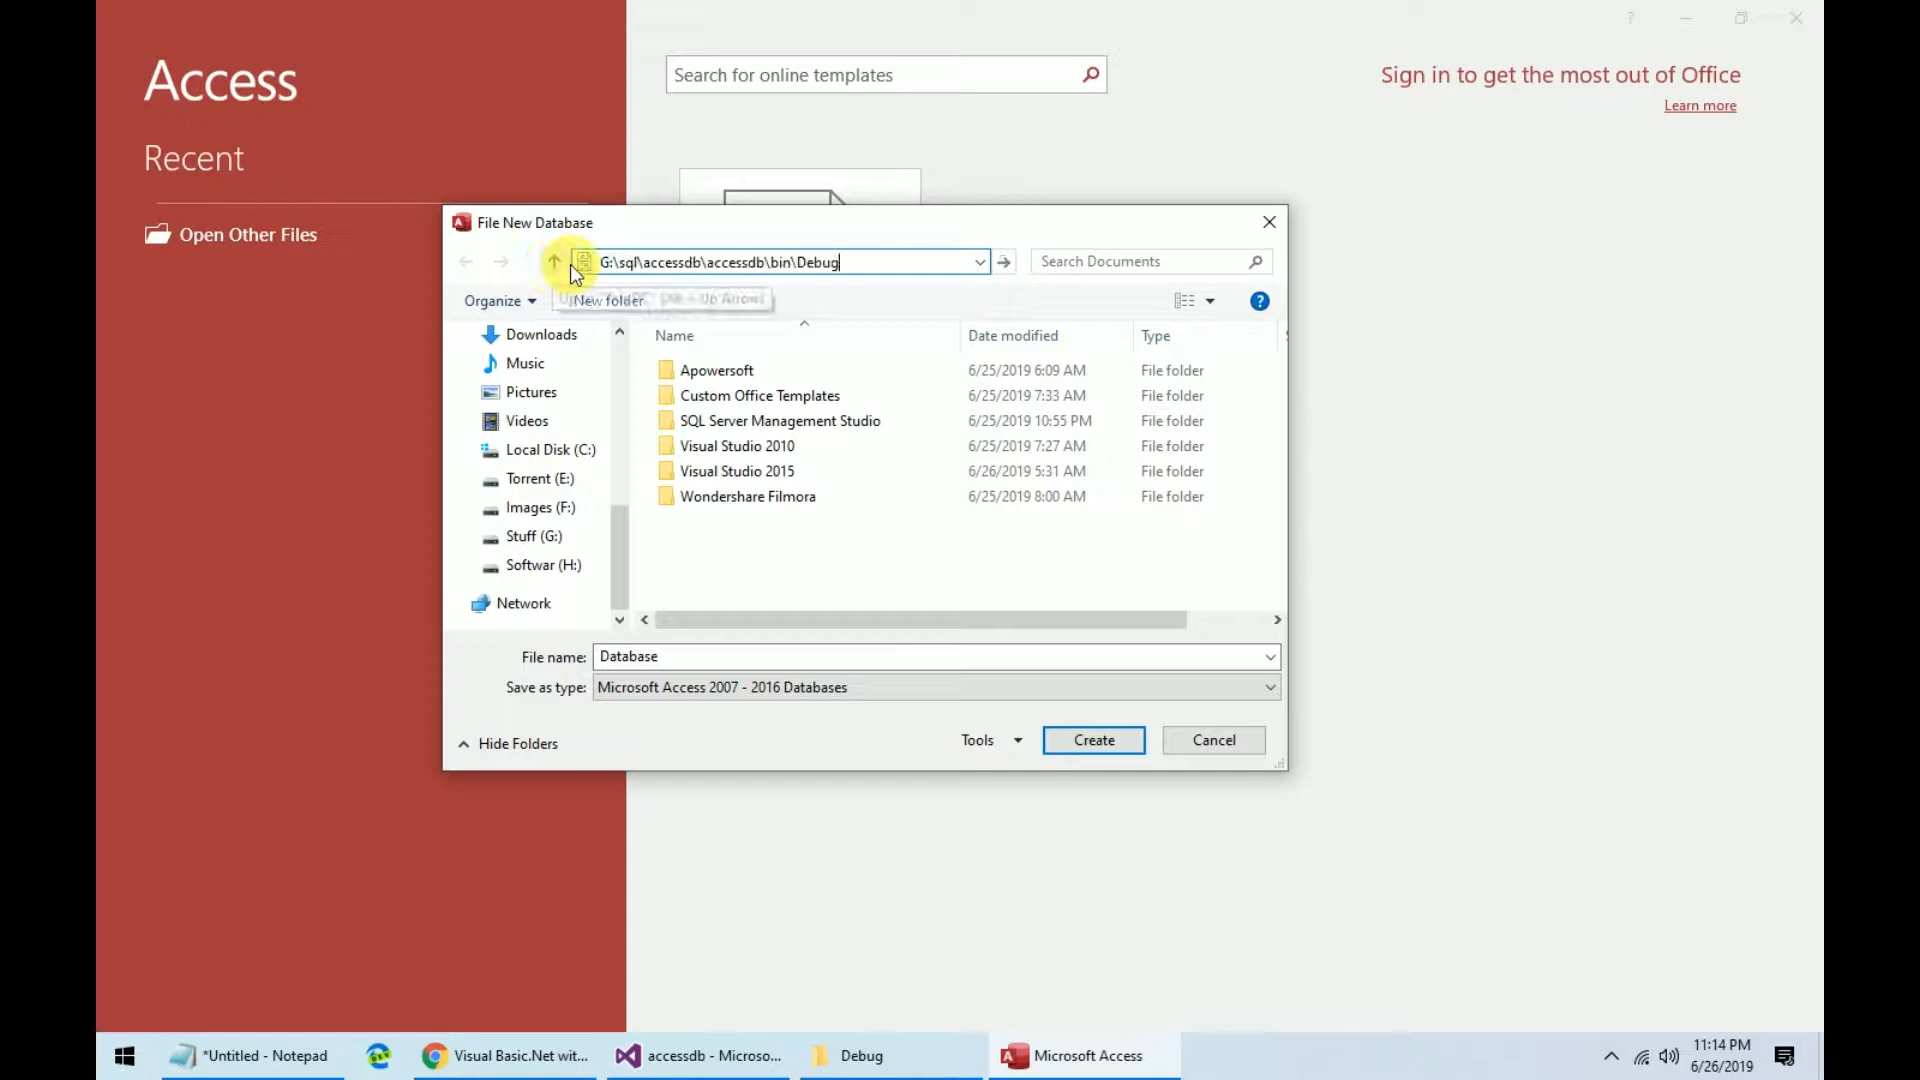 Access
Recent
Open Other Files
Search for online templates
Sign in to get the most out of Office
Learn more
File New Database
G:\sql\accessdb\accessdb\bin\Debug
Search Documents
Organize
New folder
Downloads
Music
Pictures
Videos
Local Disk (C:)
Torrent (E:)
Images (F:)
Stuff (G:)
Softwar (H:)
Network
Name Date modified Type
Apowersoft 6/25/2019 6:09 AM File folder
Custom Office Templates 6/25/2019 7:33 AM File folder
SQL Server Management Studio 6/25/2019 10:55 PM File folder
Visual Studio 2010 6/25/2019 7:27 AM File folder
Visual Studio 2015 6/26/2019 5:31 AM File folder
Wondershare Filmora 6/25/2019 8:00 AM File folder
File name: Database
Save as type: Microsoft Access 2007 - 2016 Databases
Hide Folders
Tools
Create
Cancel
*Untitled - Notepad
Visual Basic.Net wit...
accessdb - Microso...
Debug
Microsoft Access
11:14 PM
6/26/2019